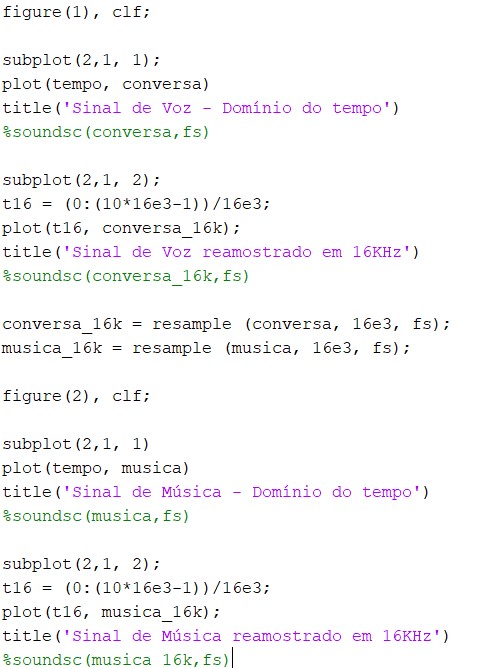 figure(1), clf;
subplot(2,1, 1);
plot(tempo, conversa)
title('Sinal de Voz - Domínio do tempo')
%soundsc(conversa,fs)
subplot(2,1, 2);
t16 = (0:(10*16e3-1))/16e3;
plot(t16, conversa_16k);
title('Sinal de Voz reamostrado em 16KHz')
%soundsc(conversa_16k,fs)
conversa_16k = resample (conversa, 16e3, fs);
musica_16k = resample (musica, 16e3, fs);
figure(2), clf;
subplot(2,1, 1)
plot(tempo, musica)
title('Sinal de Música - Domínio do tempo')
%soundsc(musica,fs)
subplot(2,1, 2);
t16 = (0:(10*16e3-1))/16e3;
plot(t16, musica_16k);
title('Sinal de Música reamostrado em 16KHz')
%soundsc(musica_16k,fs)